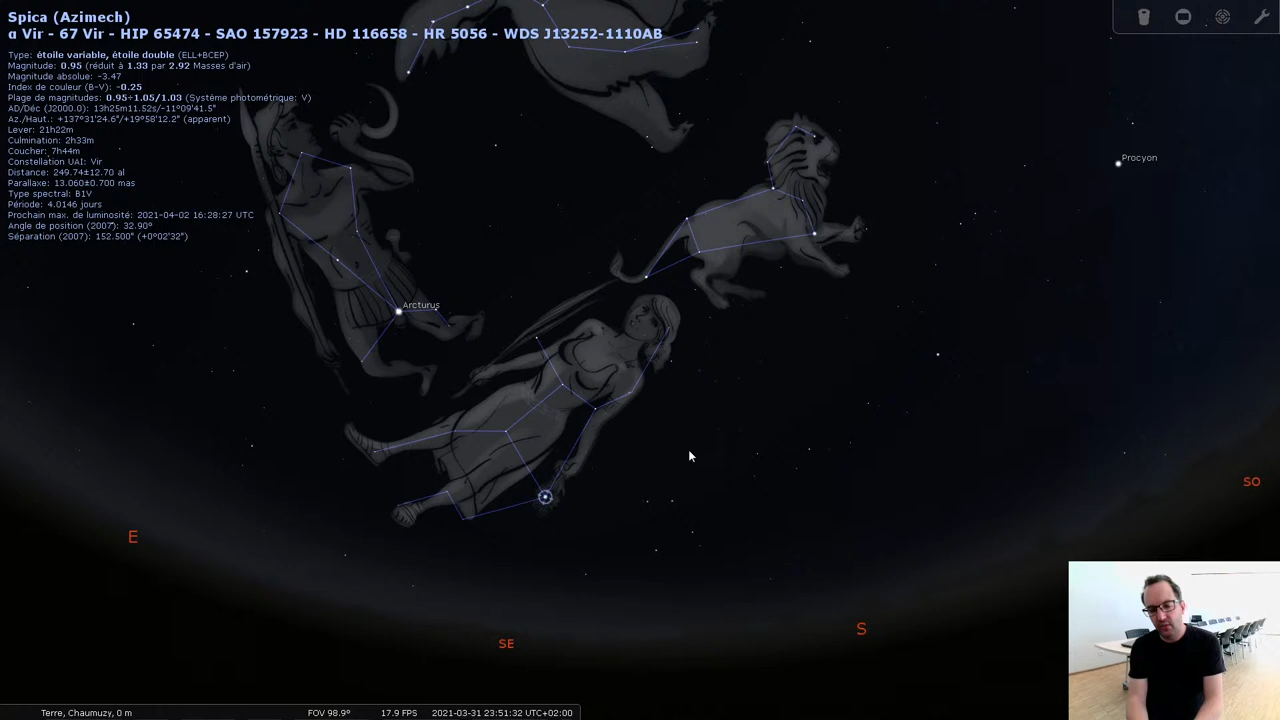 Spica (Azimech)
α Vir - 67 Vir - HIP 65474 - SAO 157923 - HD 116658 - HR 5056 - WDS J13252-1110AB
Type: étoile variable, étoile double (ELL+BCEP)
Magnitude: 0.95 (réduit à 1.33 par 2.92 Masses d'air)
Magnitude absolue: -3.47
Index de couleur (B-V): -0.25
Plage de magnitudes: 0.95÷1.05/1.03 (Système photométrique: V)
AD/Déc (J2000.0): 13h25m11.52s/-11°09'41.5"
Az./Haut.: +137°31'24.6"/+19°58'12.2" (apparent)
Lever: 21h22m
Culmination: 2h33m
Coucher: 7h44m
Constellation UAI: Vir
Distance: 249.74±12.70 al
Parallaxe: 13.060±0.700 mas
Type spectral: B1V
Période: 4.0146 jours
Prochain max. de luminosité: 2021-04-02 16:28:27 UTC
Angle de position (2007): 32.90°
Séparation (2007): 152.500" (+0°02'32")
Procyon
Arcturus
SO
E
S
SE
Terre, Chaumuzy, 0 m FOV 98.9° 17.9 FPS 2021-03-31 23:51:32 UTC+02:00